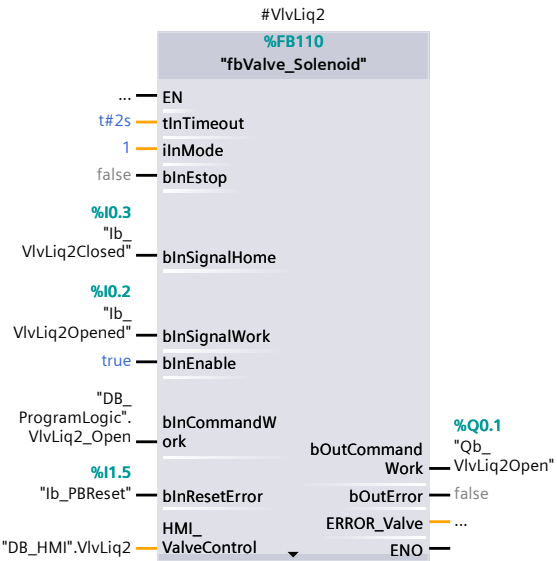 #VlvLiq2
%FB110
"fbValve_Solenoid"
... EN
t#2s tInTimeout
1 iInMode
false bInEstop
%I0.3
"Ib_
VlvLiq2Closed" bInSignalHome
%I0.2
"Ib_
VlvLiq2Opened" bInSignalWork
true bInEnable
"DB_
ProgramLogic".
VlvLiq2_Open
bInCommandW
ork
%I1.5
"Ib_PBReset" bInResetError
"DB_HMI".VlvLiq2
HMI_
ValveControl
bOutCommand
Work
%Q0.1
"Qb_
VlvLiq2Open"
bOutError false
ERROR_Valve ...
ENO